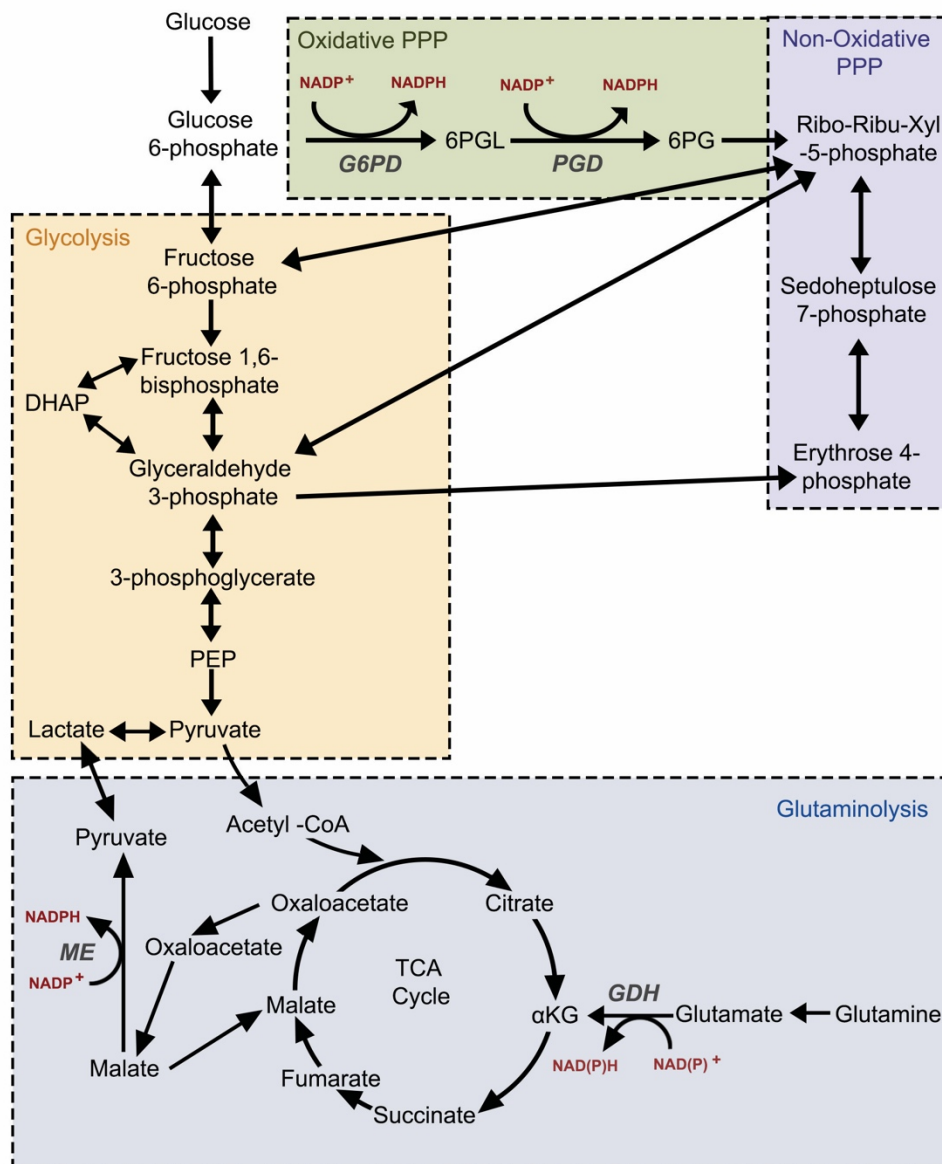 Glucose
Oxidative PPP
Non-Oxidative
PPP
NADP+
NADPH
NADP+
NADPH
Glucose
6-phosphate
6PGL
6PG
G6PD
PGD
Ribo-Ribu-Xyl
-5-phosphate
Glycolysis
Fructose
6-phosphate
Sedoheptulose
7-phosphate
Fructose 1,6-
bisphosphate
DHAP
Glyceraldehyde
3-phosphate
Erythrose 4-
phosphate
3-phosphoglycerate
PEP
Lactate
Pyruvate
Glutaminolysis
Pyruvate
Acetyl -CoA
Oxaloacetate
Citrate
NADPH
ME
NADP+
Oxaloacetate
TCA
Cycle
Malate
αKG
GDH
Glutamate
Glutamine
NAD(P)H
NAD(P)+
Malate
Fumarate
Succinate